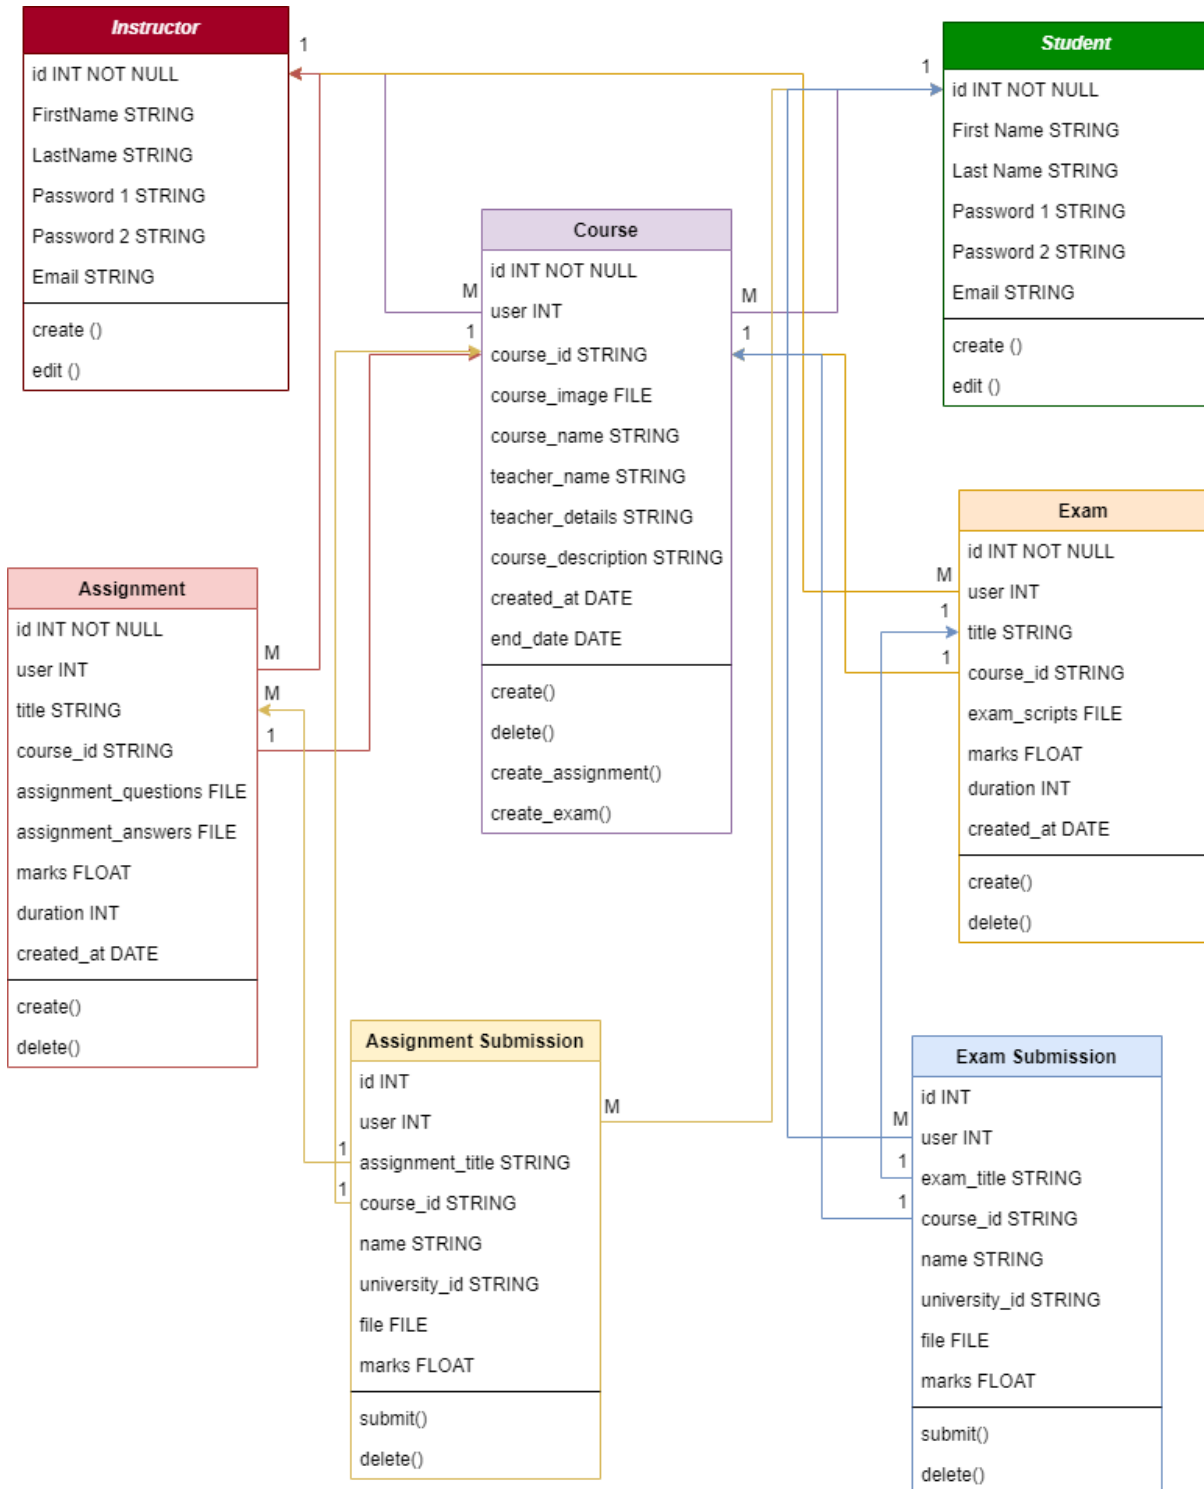 Instructor
id INT NOT NULL
FirstName STRING
LastName STRING
Password 1 STRING
Password 2 STRING
Email STRING
create ()
edit ()
1
Student
id INT NOT NULL
First Name STRING
Last Name STRING
Password 1 STRING
Password 2 STRING
Email STRING
create ()
edit ()
1
Course
id INT NOT NULL
user INT
course_id STRING
course_image FILE
course_name STRING
teacher_name STRING
teacher_details STRING
course_description STRING
created_at DATE
end_date DATE
create()
delete()
create_assignment()
create_exam()
M
1
M
1
Exam
id INT NOT NULL
user INT
title STRING
course_id STRING
exam_scripts FILE
marks FLOAT
duration INT
created_at DATE
create()
delete()
M
1
1
Assignment
id INT NOT NULL
user INT
title STRING
course_id STRING
assignment_questions FILE
assignment_answers FILE
marks FLOAT
duration INT
created_at DATE
create()
delete()
M
M
1
Assignment Submission
id INT
user INT
assignment_title STRING
course_id STRING
name STRING
university_id STRING
file FILE
marks FLOAT
submit()
delete()
M
1
1
Exam Submission
id INT
user INT
exam_title STRING
course_id STRING
name STRING
university_id STRING
file FILE
marks FLOAT
submit()
delete()
M
1
1